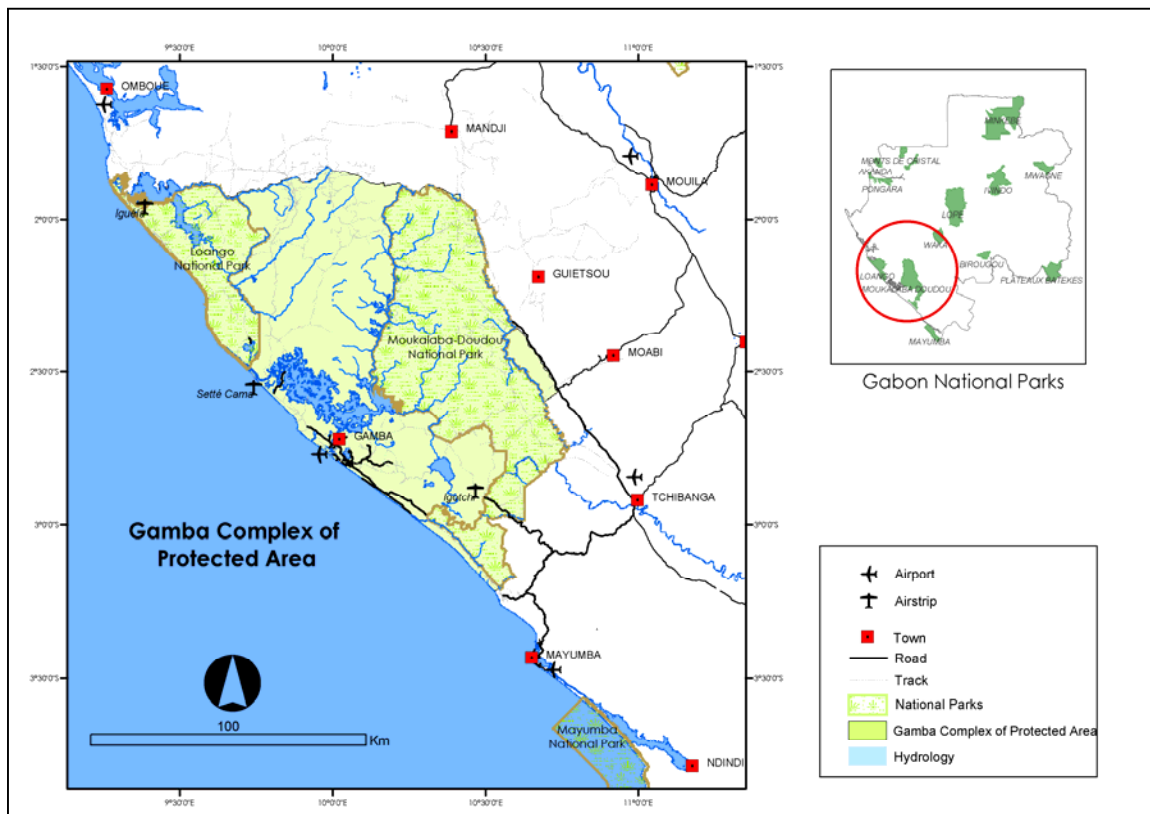 9°30'0"E 10°0'0"E 10°30'0"E 11°0'0"E
1°30'0"S 1°30'0"S
OMBOUE
MANDJI
MOUILA
2°0'0"S 2°0'0"S
Iguela
Loango
National Park
GUIETSOU
Moukalaba-Doudou
National Park
MOABI
2°30'0"S 2°30'0"S
Setté Cama
GAMBA
TCHIBANGA
3°0'0"S 3°0'0"S
Gamba Complex of
Protected Area
MAYUMBA
3°30'0"S 3°30'0"S
100
Km
Mayumba
National Park
NDINDI
9°30'0"E 10°0'0"E 10°30'0"E 11°0'0"E
MINKEBE
MONTS DE CRISTAL
MWAGNE
PONGARA
IVINDO
LOPE
WAKA
BIROUGOU
LOANGO
PLATEAUX BATEKES
MOUKALABA DOUDOU
MAYUMBA
Gabon National Parks
Airport
Airstrip
Town
Road
Track
National Parks
Gamba Complex of Protected Area
Hydrology